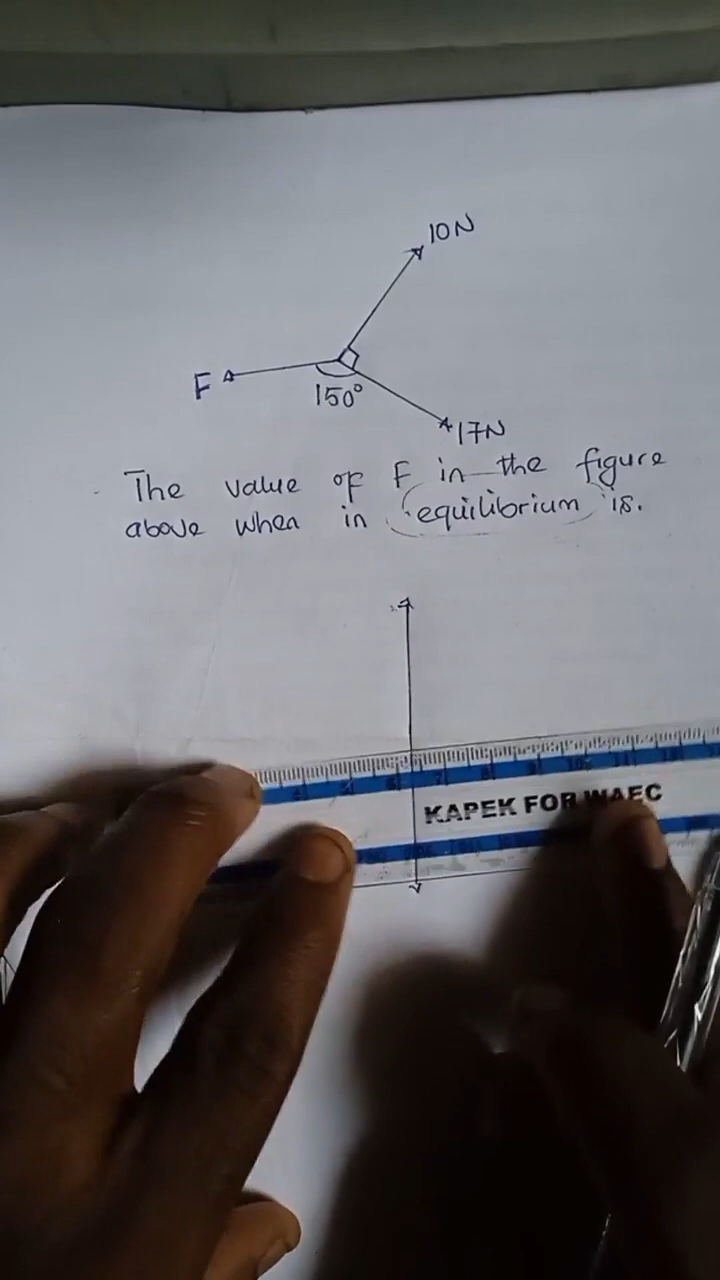 10N
F
150°
17N
The value of F in the figure
above when in equilibrium is.
KAPEK FOR WAEC